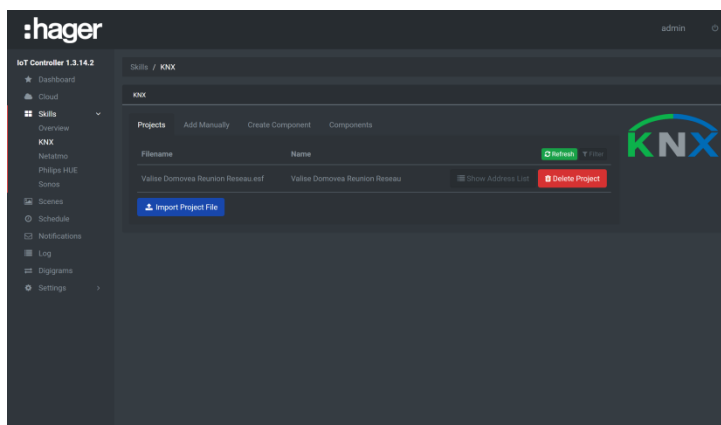 :hager
admin
IoT Controller 1.3.14.2
Dashboard
Cloud
Skills
Overview
KNX
Netatmo
Philips HUE
Sonos
Scenes
Schedule
Notifications
Log
Digigrams
Settings
Skills / KNX
KNX
Projects Add Manually Create Component Components
Filename Name Refresh Filter
Valise Domovea Reunion Reseau.esf Valise Domovea Reunion Reseau Show Address List Delete Project
Import Project File
KNX